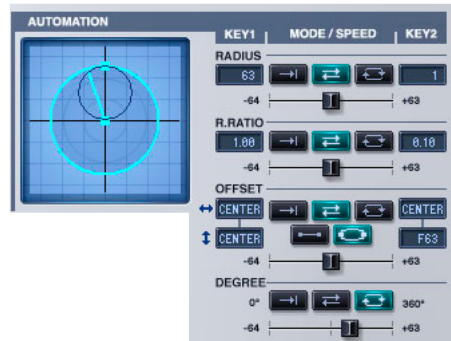 AUTOMATION
KEY1 MODE / SPEED KEY2
RADIUS
63 1
-64 +63
R.RATIO
1.00 0.10
-64 +63
OFFSET
CENTER CENTER
CENTER F63
-64 +63
DEGREE
0° 360°
-64 +63